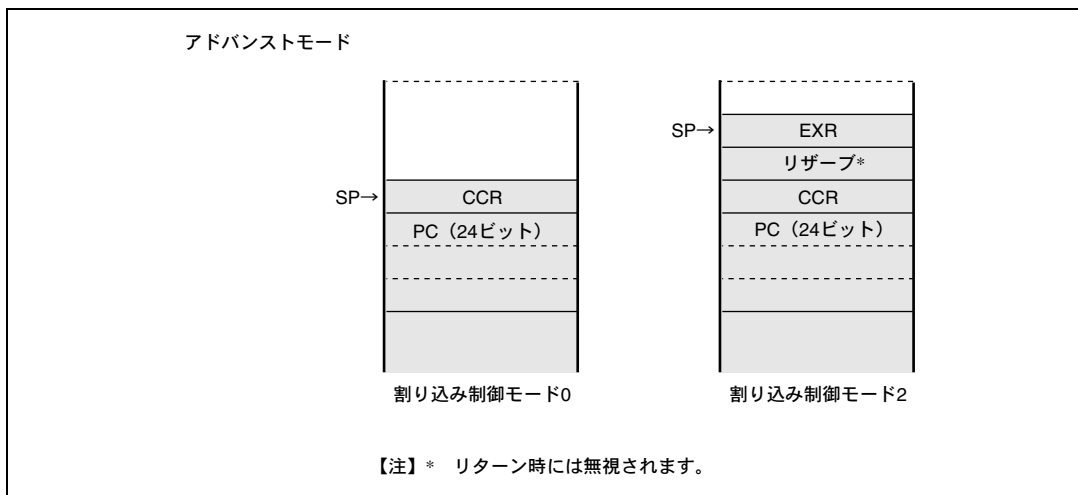 アドバンストモード
SP→
CCR
PC（24ビット）
割り込み制御モード0
SP→
EXR
リザーブ*
CCR
PC（24ビット）
割り込み制御モード2
【注】* リターン時には無視されます。